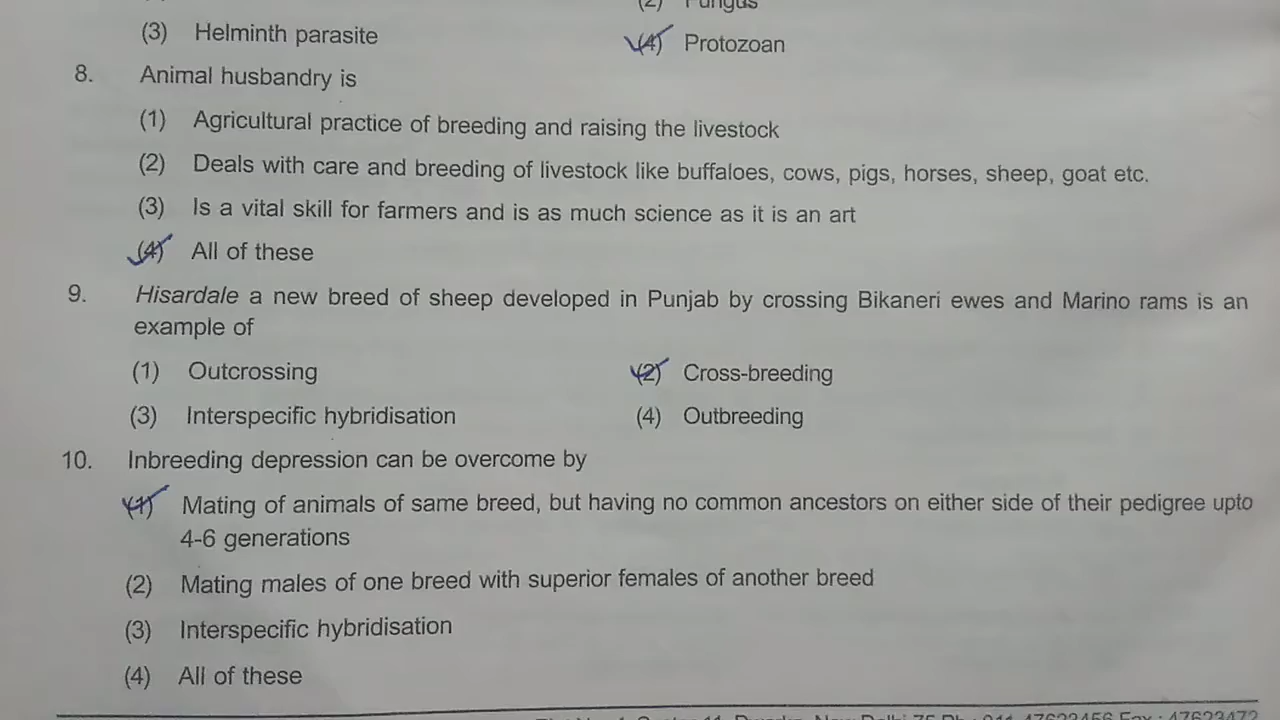 (2) Fungus
(3) Helminth parasite (4) Protozoan
8. Animal husbandry is
(1) Agricultural practice of breeding and raising the livestock
(2) Deals with care and breeding of livestock like buffaloes, cows, pigs, horses, sheep, goat etc.
(3) Is a vital skill for farmers and is as much science as it is an art
(4) All of these
9. Hisardale a new breed of sheep developed in Punjab by crossing Bikaneri ewes and Marino rams is an
example of
(1) Outcrossing (2) Cross-breeding
(3) Interspecific hybridisation (4) Outbreeding
10. Inbreeding depression can be overcome by
(1) Mating of animals of same breed, but having no common ancestors on either side of their pedigree upto
4-6 generations
(2) Mating males of one breed with superior females of another breed
(3) Interspecific hybridisation
(4) All of these